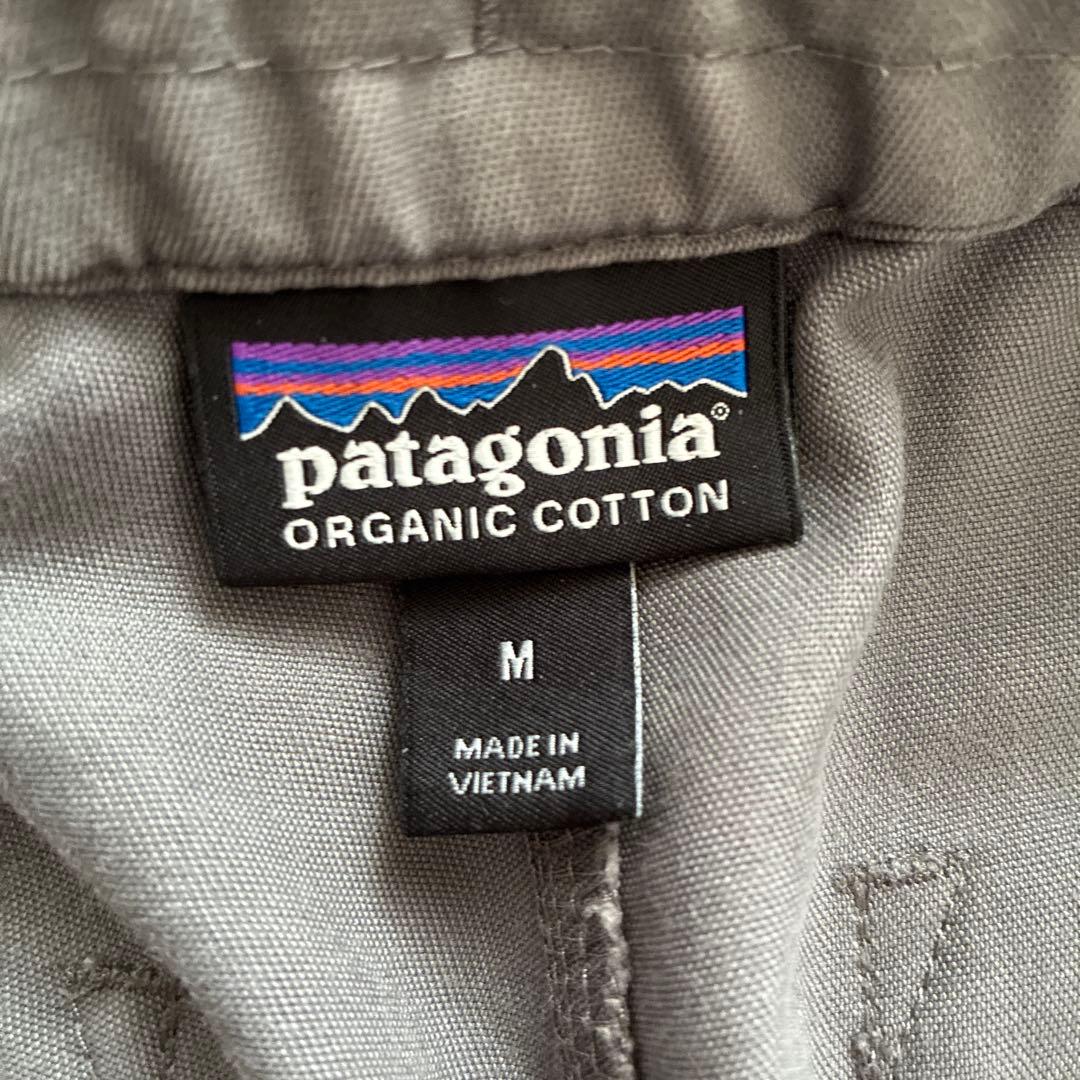 patagonia®
ORGANIC COTTON
M
MADE IN
VIETNAM